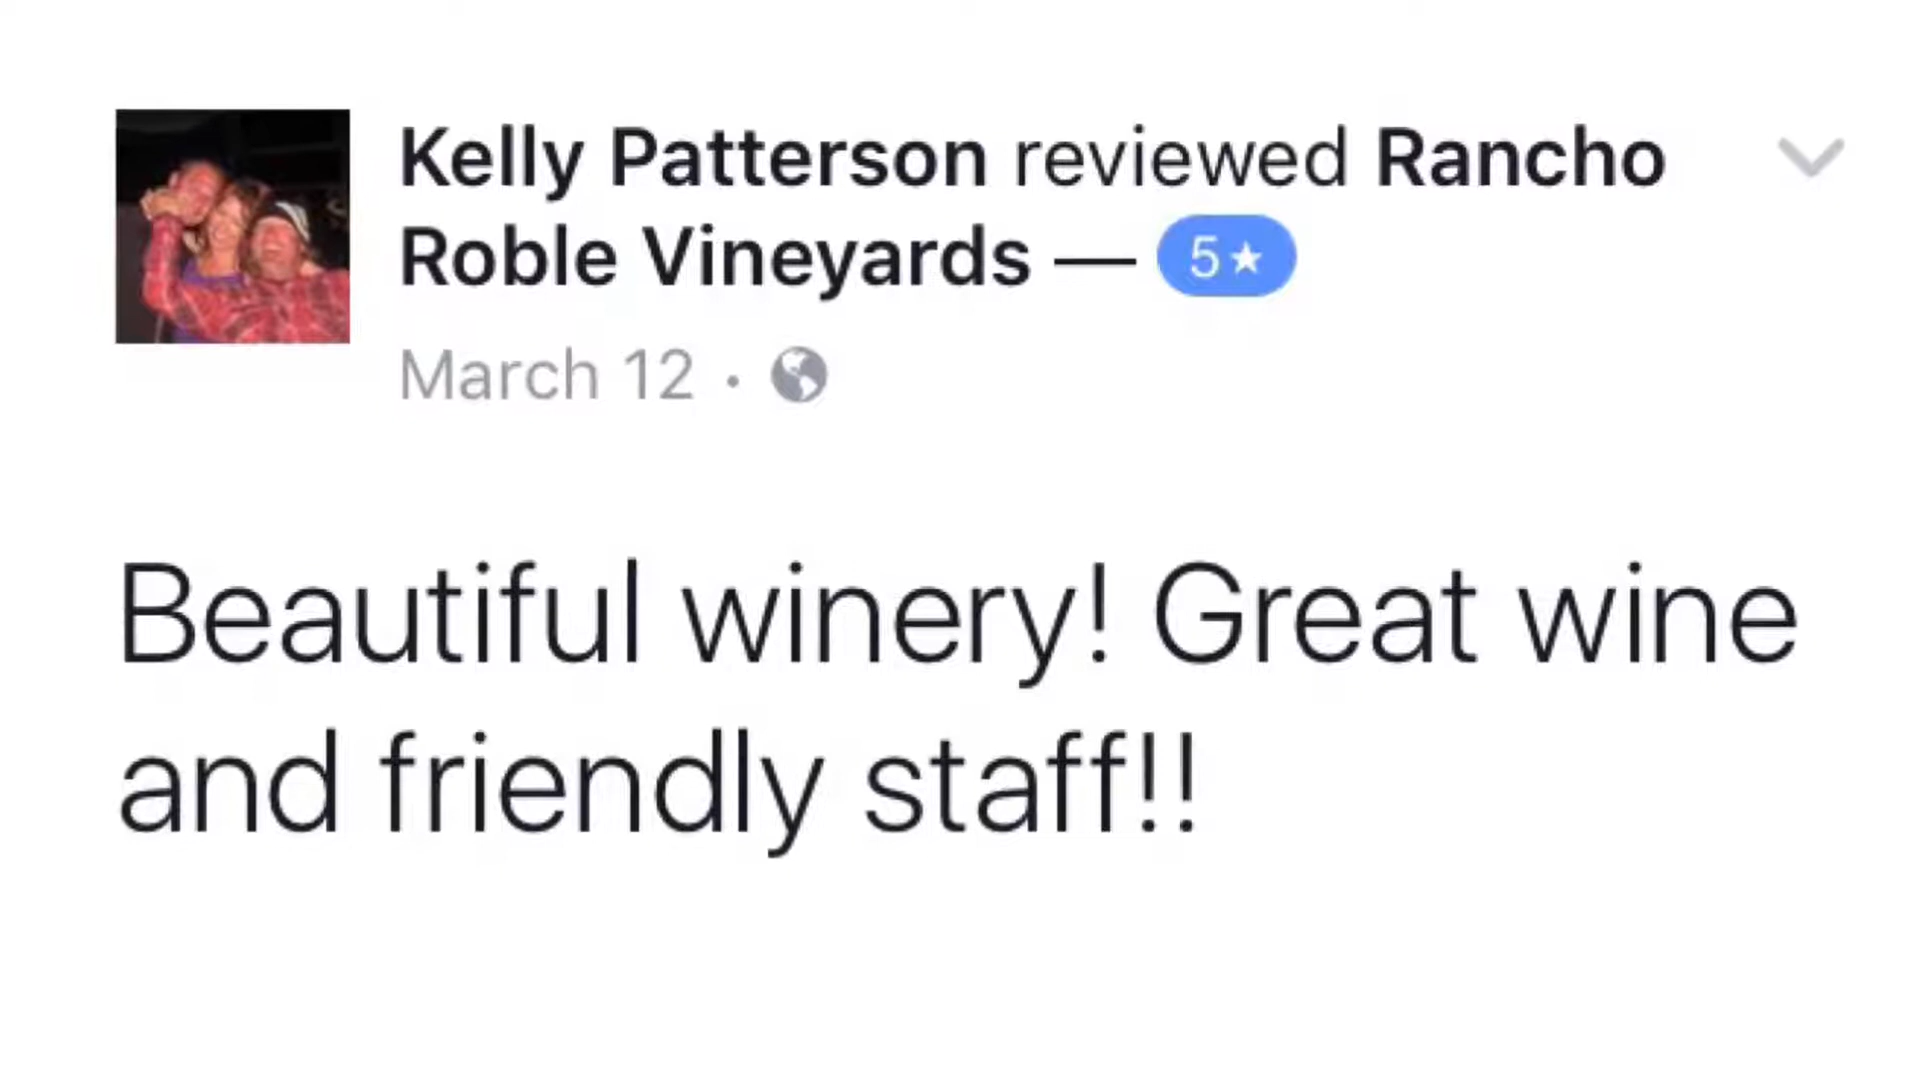 Kelly Patterson reviewed Rancho
Roble Vineyards — 5★
March 12 ·
Beautiful winery! Great wine
and friendly staff!!